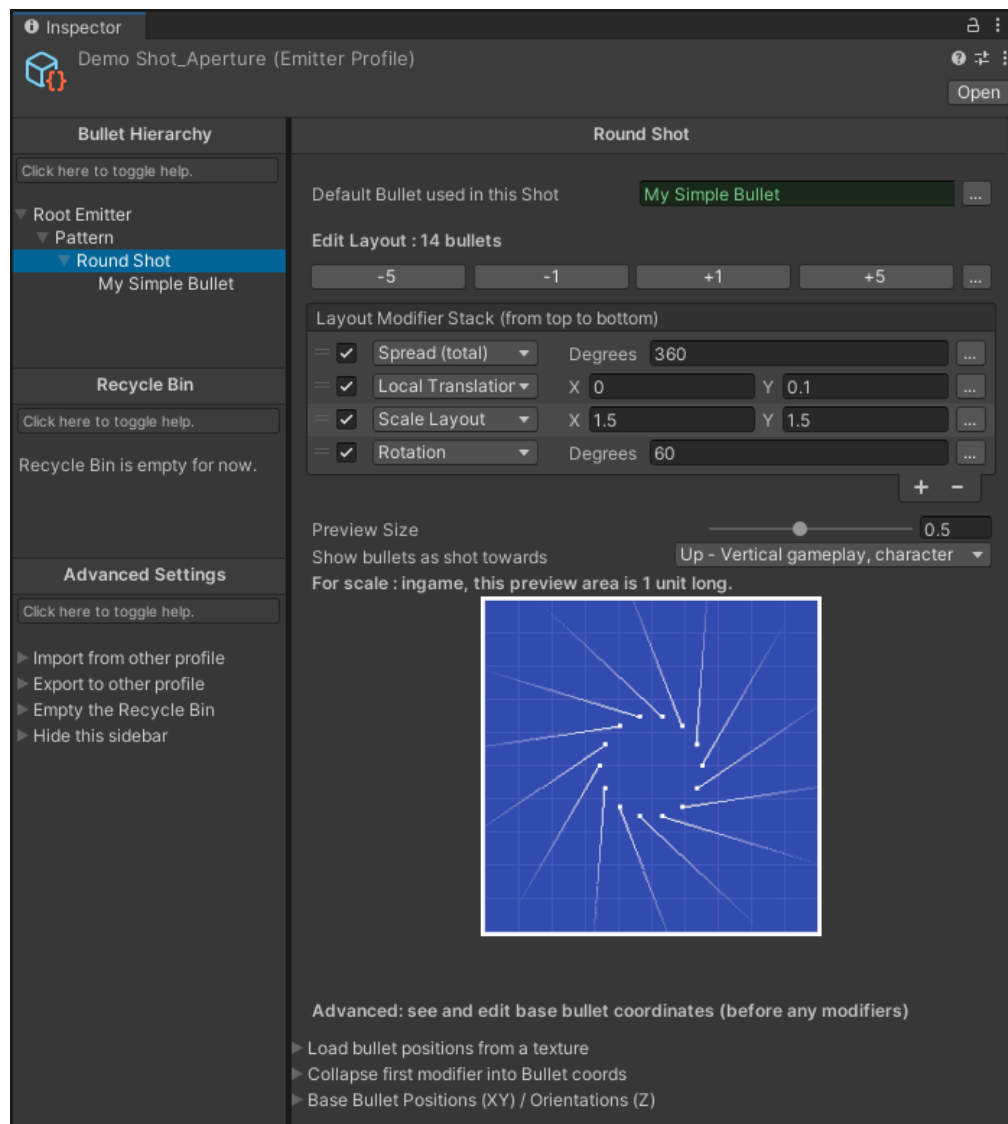 Inspector
Demo Shot_Aperture (Emitter Profile)
Open
Bullet Hierarchy
Click here to toggle help.
Root Emitter
Pattern
Round Shot
My Simple Bullet
Recycle Bin
Click here to toggle help.
Recycle Bin is empty for now.
Advanced Settings
Click here to toggle help.
Import from other profile
Export to other profile
Empty the Recycle Bin
Hide this sidebar
Round Shot
Default Bullet used in this Shot My Simple Bullet ...
Edit Layout : 14 bullets
-5 -1 +1 +5 ...
Layout Modifier Stack (from top to bottom)
Spread (total) Degrees 360 ...
Local Translation X 0 Y 0.1 ...
Scale Layout X 1.5 Y 1.5 ...
Rotation Degrees 60 ...
+ -
Preview Size 0.5
Show bullets as shot towards Up - Vertical gameplay, character
For scale : ingame, this preview area is 1 unit long.
Advanced: see and edit base bullet coordinates (before any modifiers)
Load bullet positions from a texture
Collapse first modifier into Bullet coords
Base Bullet Positions (XY) / Orientations (Z)